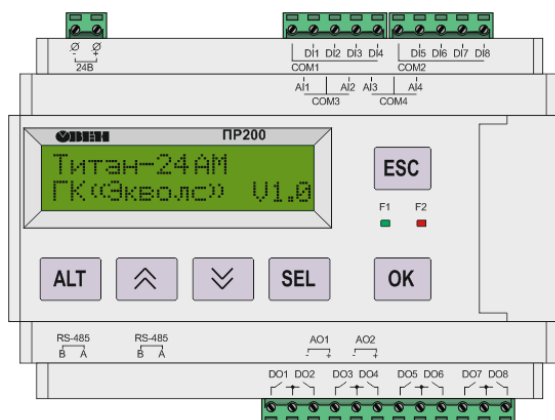 - +
24В
DI1 DI2 DI3 DI4
COM1
DI5 DI6 DI7 DI8
COM2
AI1 AI2 AI3 AI4
COM3 COM4
ОВЕН ПР200
Титан-24АМ
ГК«Экволс» V1.0
ESC
F1 F2
ALT SEL OK
RS-485 RS-485
B A B A
AO1 AO2
- + - +
DO1 DO2 DO3 DO4 DO5 DO6 DO7 DO8